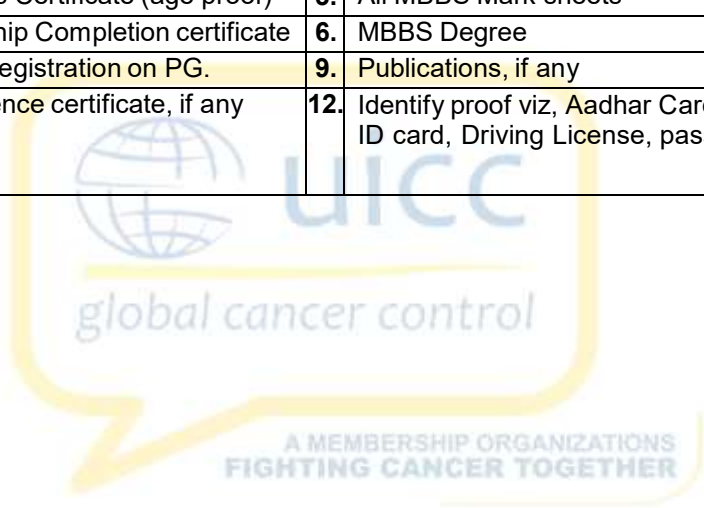 s Certificate (age proof) 3. All MBBS Mark sheets
hip Completion certificate 6. MBBS Degree
egistration on PG. 9. Publications, if any
ence certificate, if any 12. Identify proof viz, Aadhar Car
ID card, Driving License, pas
uicc
global cancer control
A MEMBERSHIP ORGANIZATIONS
FIGHTING CANCER TOGETHER